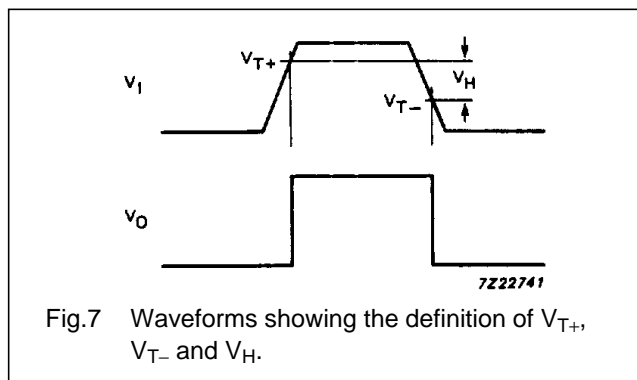 V_T+
V_I
V_H
V_T−
V_O
7Z22741
Fig.7 Waveforms showing the definition of V_T+,
V_T− and V_H.